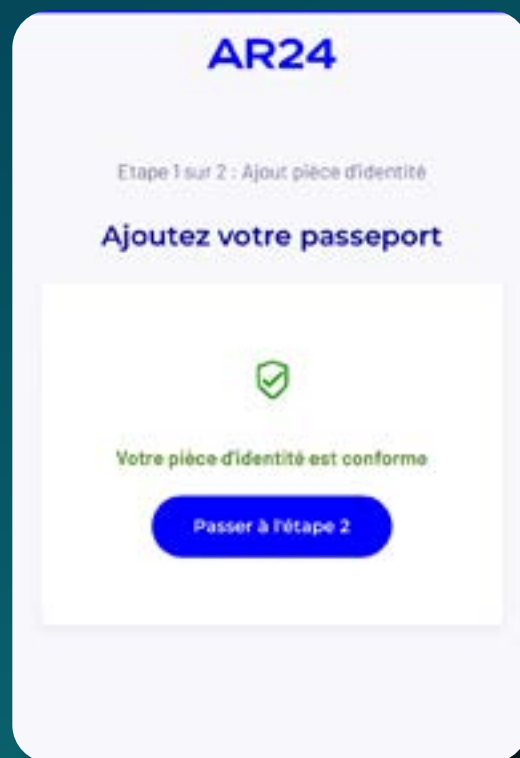 AR24
Etape 1 sur 2 : Ajout pièce d'identité
Ajoutez votre passeport
Votre pièce d'identité est conforme
Passer à l'étape 2